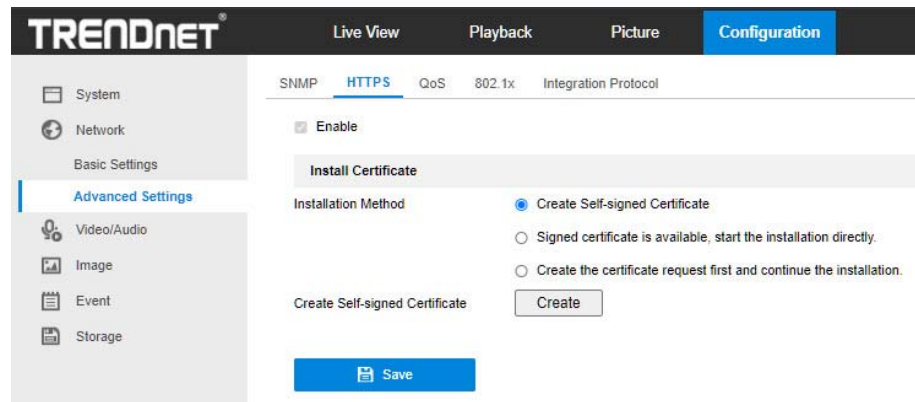 TRENDNET® Live View Playback Picture Configuration
SNMP HTTPS QoS 802.1x Integration Protocol
System
Network
Basic Settings
Advanced Settings
Video/Audio
Image
Event
Storage
Enable
Install Certificate
Installation Method
Create Self-signed Certificate
Signed certificate is available, start the installation directly.
Create the certificate request first and continue the installation.
Create Self-signed Certificate Create
Save